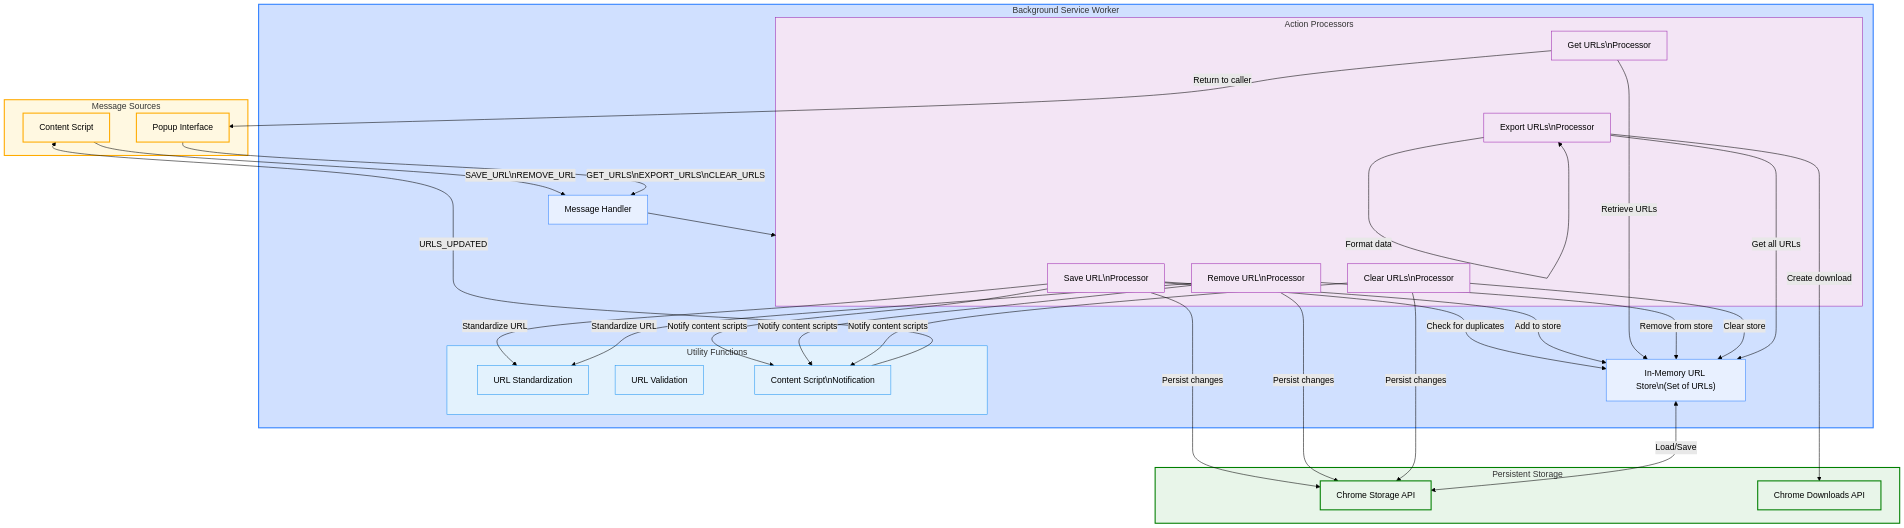 Background Service Worker
Action Processors
Get URLs\nProcessor
Return to caller
Message Sources
Content Script
Popup Interface
Export URLs\nProcessor
SAVE_URL\nREMOVE_URL
GET_URLS\nEXPORT_URLS\nCLEAR_URLS
Message Handler
Retrieve URLs
URLS_UPDATED
Format data
Get all URLs
Save URL\nProcessor
Remove URL\nProcessor
Clear URLs\nProcessor
Create download
Standardize URL
Standardize URL
Notify content scripts
Notify content scripts
Notify content scripts
Check for duplicates
Add to store
Remove from store
Clear store
Utility Functions
URL Standardization
URL Validation
Content Script\nNotification
Persist changes
Persist changes
Persist changes
In-Memory URL
Store\n(Set of URLs)
Load/Save
Persistent Storage
Chrome Storage API
Chrome Downloads API